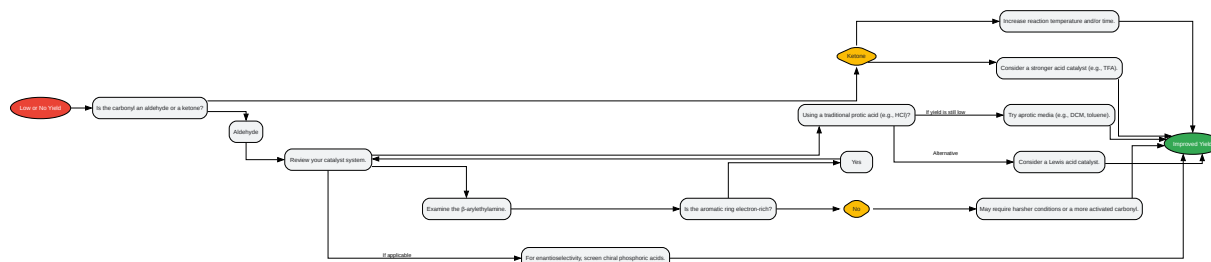 Increase reaction temperature and/or time.
Ketone
Consider a stronger acid catalyst (e.g., TFA).
Low or No Yield
Is the carbonyl an aldehyde or a ketone?
Using a traditional protic acid (e.g., HCl)?
If yield is still low
Try aprotic media (e.g., DCM, toluene).
Aldehyde
Improved Yield
Review your catalyst system.
Yes
Alternative
Consider a Lewis acid catalyst.
Examine the β-arylethylamine.
Is the aromatic ring electron-rich?
No
May require harsher conditions or a more activated carbonyl.
If applicable
For enantioselectivity, screen chiral phosphoric acids.